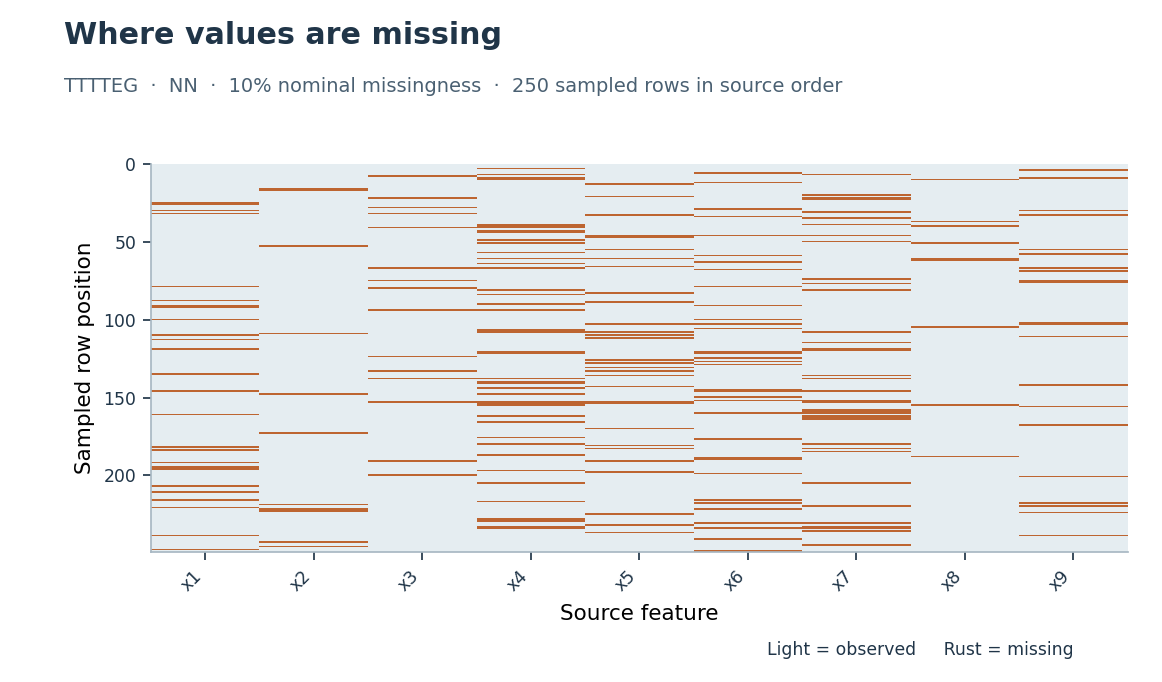 Where values are missing
TTTTEG · NN · 10% nominal missingness · 250 sampled rows in source order
0
50
100
150
200
Sampled row position
x1 x2 x3 x4 x5 x6 x7 x8 x9
Source feature
Light = observed Rust = missing